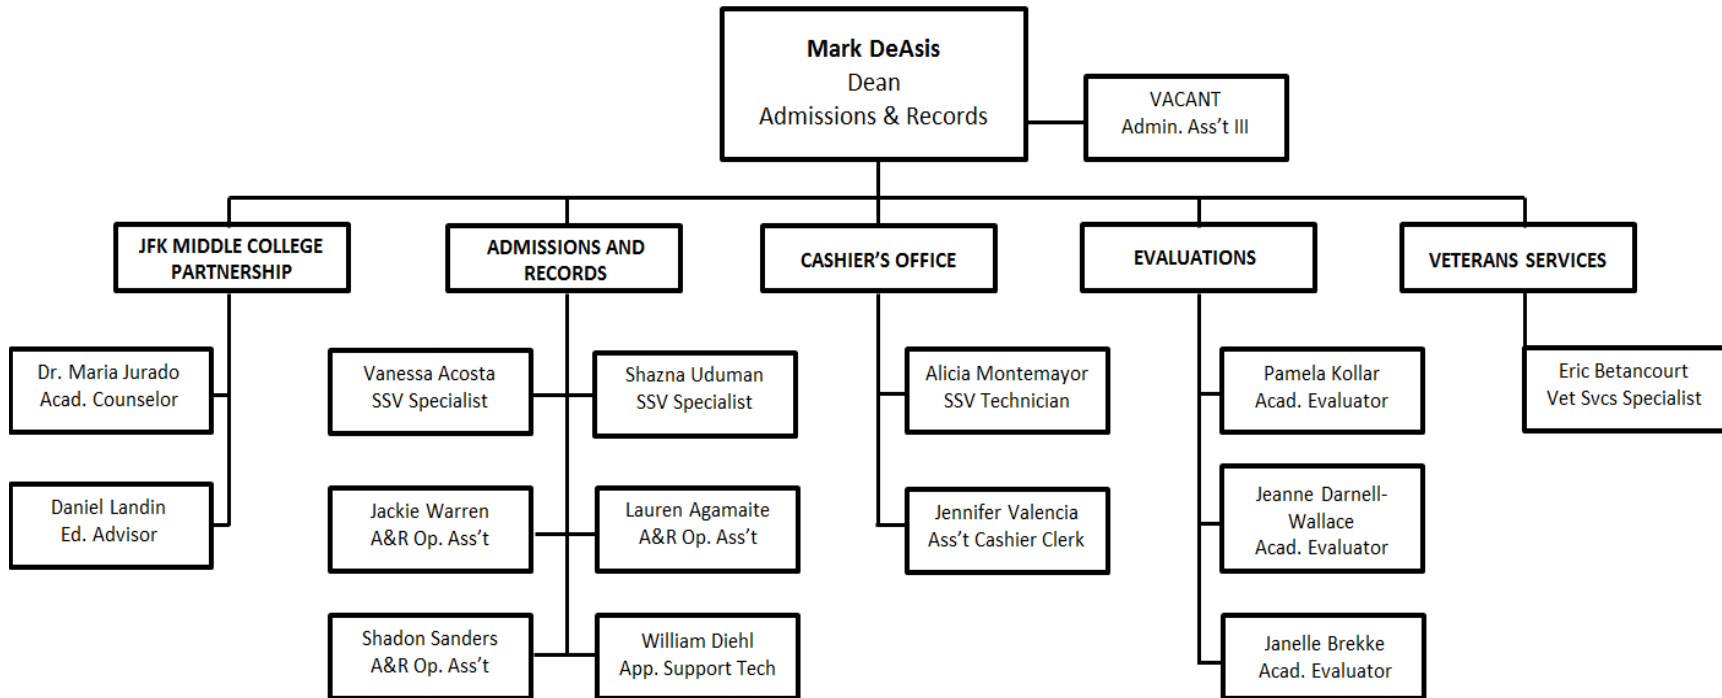 Mark DeAsis
Dean
Admissions & Records
VACANT
Admin. Ass’t III
JFK MIDDLE COLLEGE
PARTNERSHIP
ADMISSIONS AND
RECORDS
CASHIER’S OFFICE
EVALUATIONS
VETERANS SERVICES
Dr. Maria Jurado
Acad. Counselor
Vanessa Acosta
SSV Specialist
Shazna Uduman
SSV Specialist
Alicia Montemayor
SSV Technician
Pamela Kollar
Acad. Evaluator
Eric Betancourt
Vet Svcs Specialist
Daniel Landin
Ed. Advisor
Jackie Warren
A&R Op. Ass’t
Lauren Agamaite
A&R Op. Ass’t
Jennifer Valencia
Ass’t Cashier Clerk
Jeanne Darnell-
Wallace
Acad. Evaluator
Shadon Sanders
A&R Op. Ass’t
William Diehl
App. Support Tech
Janelle Brekke
Acad. Evaluator